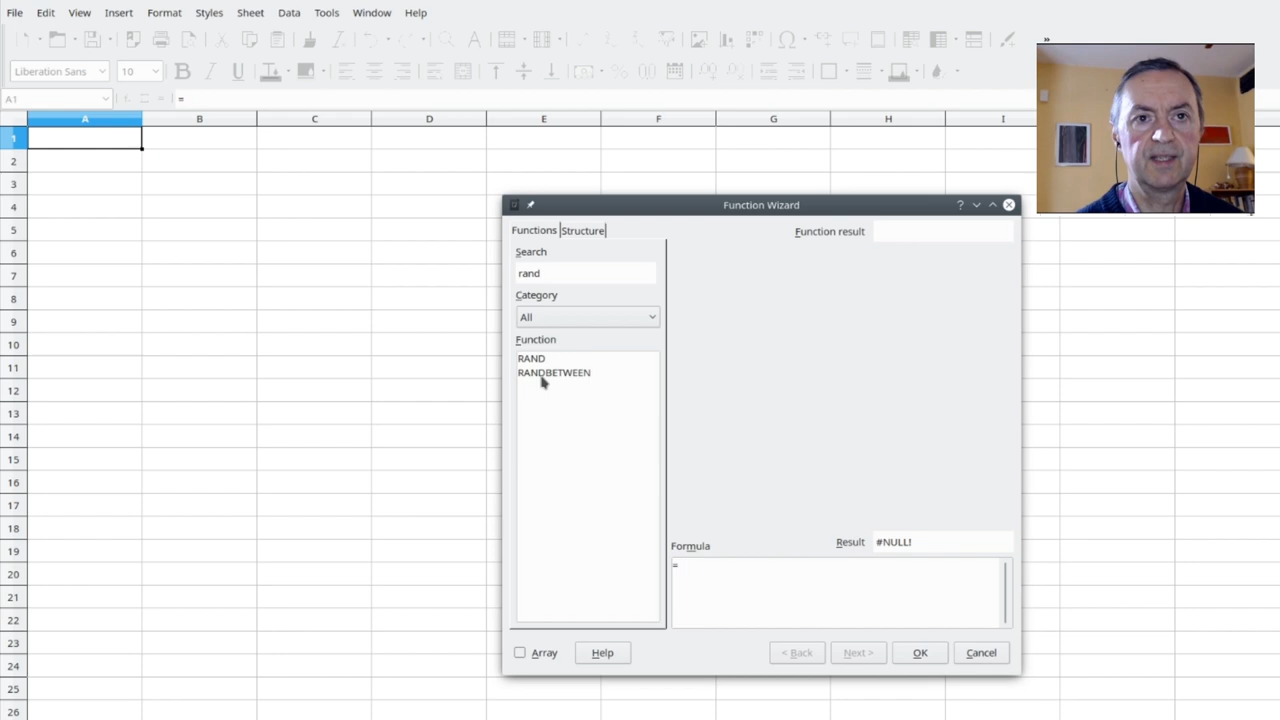 File Edit View Insert Format Styles Sheet Data Tools Window Help
»
Liberation Sans 10
A1 =
A B C D E F G H I
1
2
3
4
5
6
7
8
9
10
11
12
13
14
15
16
17
18
19
20
21
22
23
24
25
26
Function Wizard
Functions Structure
Function result
Search
rand
Category
All
Function
RAND
RANDBETWEEN
Formula
Result #NULL!
=
Array
Help
< Back
Next >
OK
Cancel